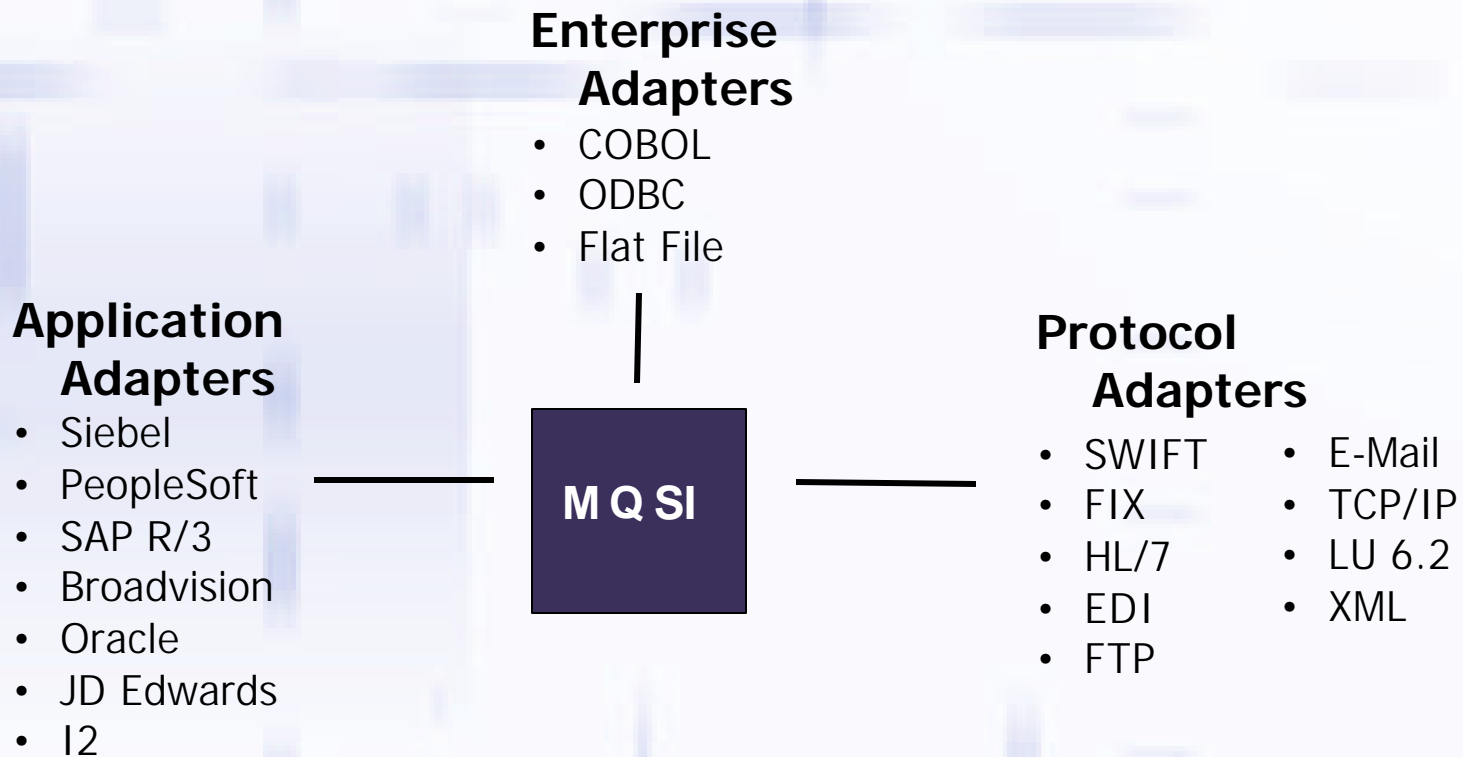 Enterprise
Adapters
• COBOL
• ODBC
• Flat File
Application
Adapters
• Siebel
• PeopleSoft
• SAP R/3
• Broadvision
• Oracle
• JD Edwards
• I2
MQSI
Protocol
Adapters
• SWIFT
• FIX
• HL/7
• EDI
• FTP
• E-Mail
• TCP/IP
• LU 6.2
• XML